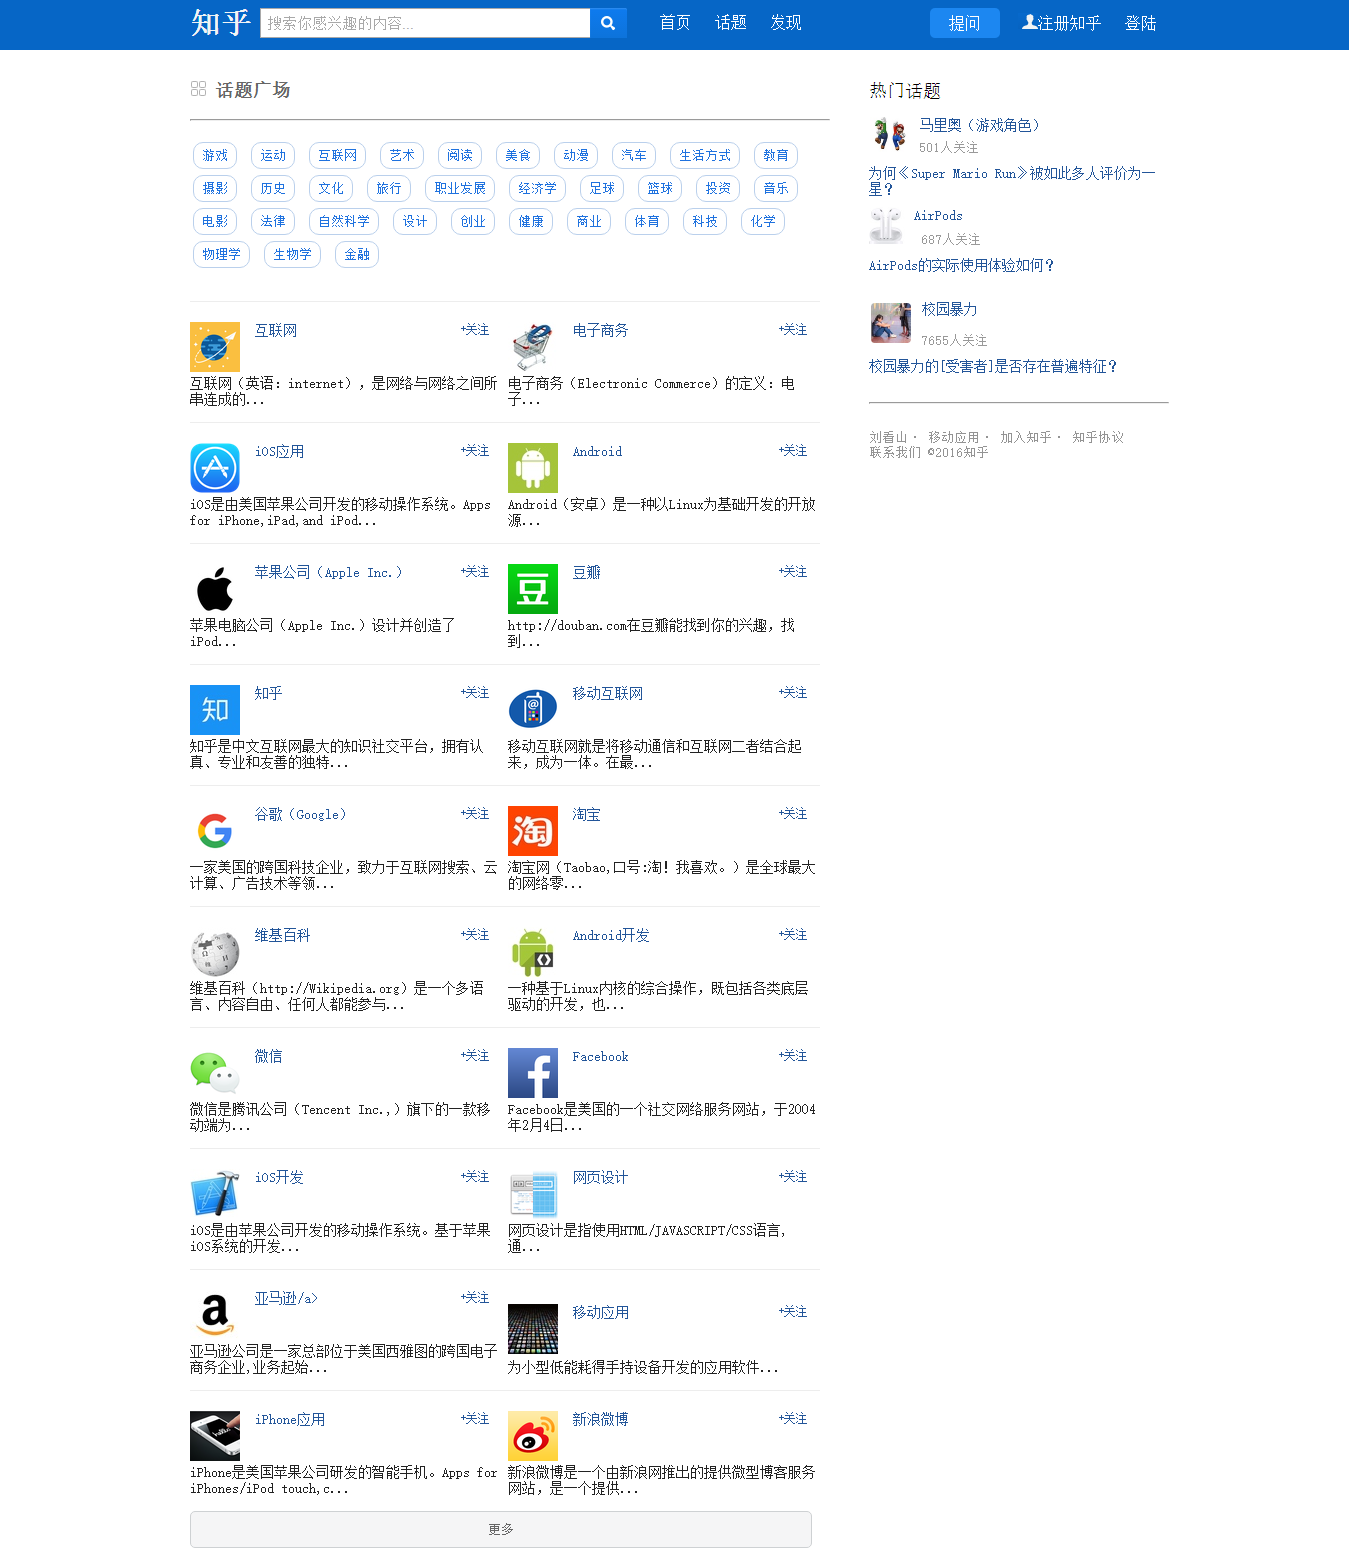 知乎 搜索你感兴趣的内容... 首页 话题 发现 提问 注册知乎 登陆
话题广场
游戏 运动 互联网 艺术 阅读 美食 动漫 汽车 生活方式 教育
摄影 历史 文化 旅行 职业发展 经济学 足球 篮球 投资 音乐
电影 法律 自然科学 设计 创业 健康 商业 体育 科技 化学
物理学 生物学 金融
互联网 +关注
互联网（英语：internet），是网络与网络之间所
串连成的...
电子商务 +关注
电子商务（Electronic Commerce）的定义：电
子...
iOS应用 +关注
iOS是由美国苹果公司开发的移动操作系统。Apps
for iPhone,iPad,and iPod...
Android +关注
Android（安卓）是一种以Linux为基础开发的开放
源...
苹果公司（Apple Inc.） +关注
苹果电脑公司（Apple Inc.）设计并创造了
iPod...
豆
豆瓣 +关注
http://douban.com在豆瓣能找到你的兴趣，找
到...
知
知乎 +关注
知乎是中文互联网最大的知识社交平台，拥有认
真、专业和友善的独特...
移动互联网 +关注
移动互联网就是将移动通信和互联网二者结合起
来，成为一体。在最...
谷歌（Google） +关注
一家美国的跨国科技企业，致力于互联网搜索、云
计算、广告技术等领...
淘
淘宝 +关注
淘宝网（Taobao,口号:淘！我喜欢。）是全球最大
的网络零...
维基百科 +关注
维基百科（http://Wikipedia.org）是一个多语
言、内容自由、任何人都能参与...
Android开发 +关注
一种基于Linux内核的综合操作，既包括各类底层
驱动的开发，也...
微信 +关注
微信是腾讯公司（Tencent Inc.,）旗下的一款移
动端为...
Facebook +关注
Facebook是美国的一个社交网络服务网站，于2004
年2月4日...
iOS开发 +关注
iOS是由苹果公司开发的移动操作系统。基于苹果
iOS系统的开发...
网页设计 +关注
网页设计是指使用HTML/JAVASCRIPT/CSS语言,
通...
亚马逊/a> +关注
亚马逊公司是一家总部位于美国西雅图的跨国电子
商务企业,业务起始...
移动应用 +关注
为小型低能耗得手持设备开发的应用软件...
iPhone应用 +关注
iPhone是美国苹果公司研发的智能手机。Apps for
iPhones/iPod touch,c...
新浪微博 +关注
新浪微博是一个由新浪网推出的提供微型博客服务
网站，是一个提供...
更多
热门话题
马里奥（游戏角色）
501人关注
为何《Super Mario Run》被如此多人评价为一
星？
AirPods
687人关注
AirPods的实际使用体验如何？
校园暴力
7655人关注
校园暴力的[受害者]是否存在普遍特征？
刘看山· 移动应用· 加入知乎· 知乎协议
联系我们 ©2016知乎